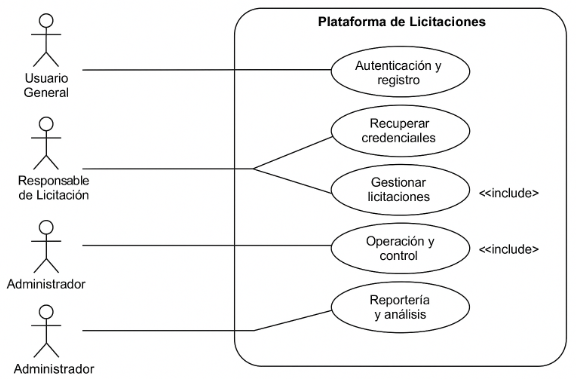 Plataforma de Licitaciones
Usuario
General
Autenticación y
registro
Recuperar
credenciales
Responsable
de Licitación
Gestionar
licitaciones
<<include>
Administrador
Operación y
control
<<include>
Administrador
Reportería
y análisis